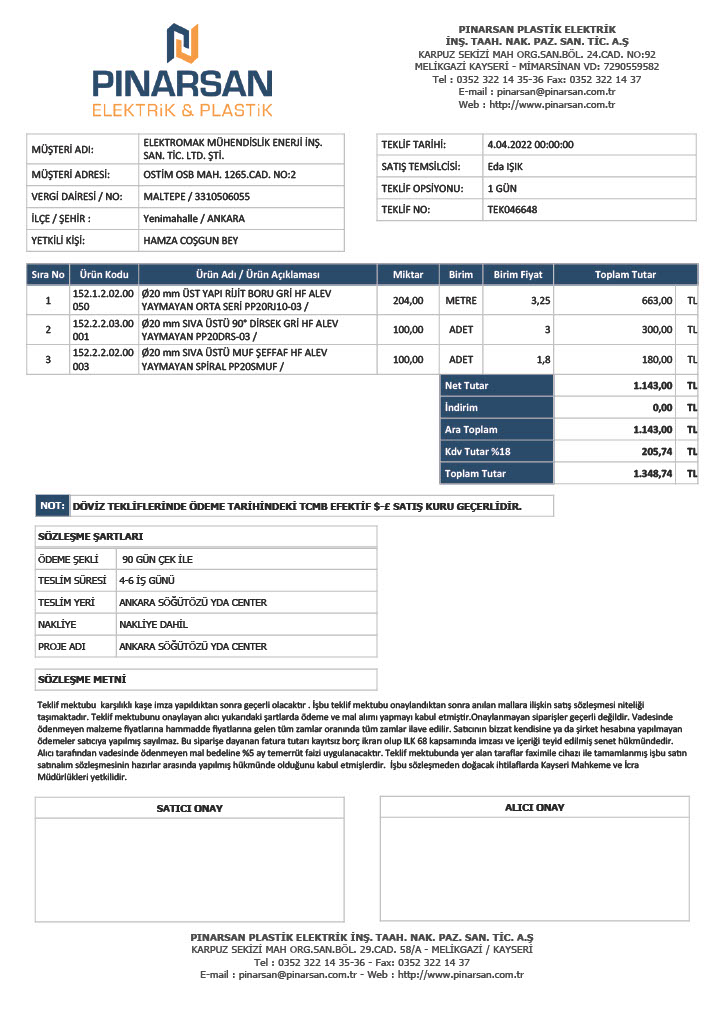 PINARSAN
ELEKTRİK & PLASTİK
PINARSAN PLASTİK ELEKTRİK
İNŞ. TAAH. NAK. PAZ. SAN. TİC. A.Ş
KARPUZ SEKİZİ MAH ORG.SAN.BÖL. 24.CAD. NO:92
MELİKGAZİ KAYSERİ - MİMARSİNAN VD: 7290559582
Tel : 0352 322 14 35-36 Fax: 0352 322 14 37
E-mail : pinarsan@pinarsan.com.tr
Web : http://www.pinarsan.com.tr
MÜŞTERİ ADI: ELEKTROMAK MÜHENDİSLİK ENERJİ İNŞ.
SAN. TİC. LTD. ŞTİ.
MÜŞTERİ ADRESİ: OSTİM OSB MAH. 1265.CAD. NO:2
VERGİ DAİRESİ / NO: MALTEPE / 3310506055
İLÇE / ŞEHİR : Yenimahalle / ANKARA
YETKİLİ KİŞİ: HAMZA COŞGUN BEY
TEKLİF TARİHİ: 4.04.2022 00:00:00
SATIŞ TEMSİLCİSİ: Eda IŞIK
TEKLİF OPSİYONU: 1 GÜN
TEKLİF NO: TEK046648
Sıra No Ürün Kodu Ürün Adı / Ürün Açıklaması Miktar Birim Birim Fiyat Toplam Tutar
1 152.1.2.02.00 Ø20 mm ÜST YAPI RİJİT BORU GRİ HF ALEV 204,00 METRE 3,25 663,00 TL
050 YAYMAYAN ORTA SERİ PP20RJ10-03 /
2 152.2.2.03.00 Ø20 mm SIVA ÜSTÜ 90° DİRSEK GRİ HF ALEV 100,00 ADET 3 300,00 TL
001 YAYMAYAN PP20DRS-03 /
3 152.2.2.02.00 Ø20 mm SIVA ÜSTÜ MUF ŞEFFAF HF ALEV 100,00 ADET 1,8 180,00 TL
003 YAYMAYAN SPİRAL PP20SMUF /
Net Tutar 1.143,00 TL
İndirim 0,00 TL
Ara Toplam 1.143,00 TL
Kdv Tutar %18 205,74 TL
Toplam Tutar 1.348,74 TL
NOT: DÖVİZ TEKLİFLERİNDE ÖDEME TARİHİNDEKİ TCMB EFEKTİF $-£ SATIŞ KURU GEÇERLİDİR.
SÖZLEŞME ŞARTLARI
ÖDEME ŞEKLİ 90 GÜN ÇEK İLE
TESLİM SÜRESİ 4-6 İŞ GÜNÜ
TESLİM YERİ ANKARA SÖĞÜTÖZÜ YDA CENTER
NAKLİYE NAKLİYE DAHİL
PROJE ADI ANKARA SÖĞÜTÖZÜ YDA CENTER
SÖZLEŞME METNİ
Teklif mektubu karşılıklı kaşe imza yapıldıktan sonra geçerli olacaktır . İşbu teklif mektubu onaylandıktan sonra anılan mallara ilişkin satış sözleşmesi niteliği
taşımaktadır. Teklif mektubunu onaylayan alıcı yukarıdaki şartlarda ödeme ve mal alımı yapmayı kabul etmiştir.Onaylanmayan siparişler geçerli değildir. Vadesinde
ödenmeyen malzeme fiyatlarına hammadde fiyatlarına gelen tüm zamlar oranında tüm zamlar ilave edilir. Satıcının bizzat kendisine ya da şirket hesabına yapılmayan
ödemeler satıcıya yapılmış sayılmaz. Bu siparişe dayanan fatura tutarı kayıtsız borç ikrarı olup ILK 68 kapsamında imzası ve içeriği teyid edilmiş senet hükmündedir.
Alıcı tarafından vadesinde ödenmeyen mal bedeline %5 ay temerrüt faizi uygulanacaktır. Teklif mektubunda yer alan taraflar faximile cihazı ile tamamlanmış işbu satın
satınalım sözleşmesinin hazırlar arasında yapılmış hükmünde olduğunu kabul etmişlerdir. İşbu sözleşmeden doğacak ihtilaflarda Kayseri Mahkeme ve İcra
Müdürlükleri yetkilidir.
SATICI ONAY
ALICI ONAY
PINARSAN PLASTİK ELEKTRİK İNŞ. TAAH. NAK. PAZ. SAN. TİC. A.Ş
KARPUZ SEKİZİ MAH ORG.SAN.BÖL. 29.CAD. 58/A - MELİKGAZİ / KAYSERİ
Tel : 0352 322 14 35-36 - Fax: 0352 322 14 37
E-mail : pinarsan@pinarsan.com.tr - Web : http://www.pinarsan.com.tr